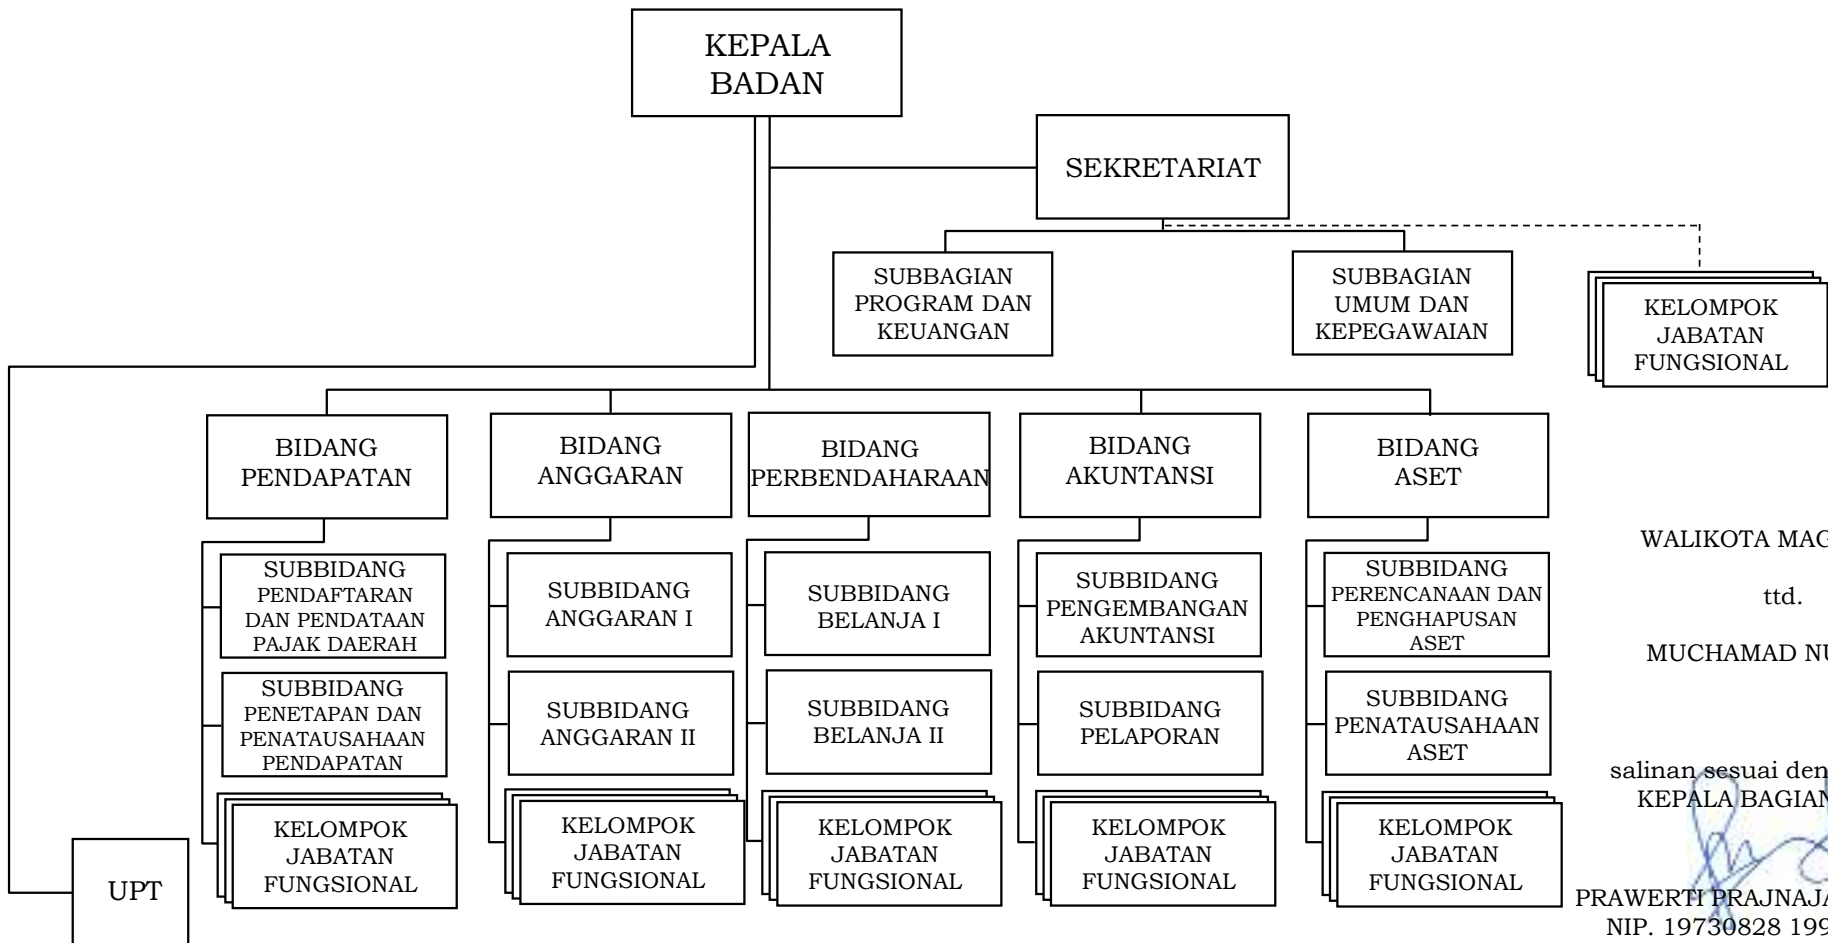 KEPALA
BADAN
SEKRETARIAT
SUBBAGIAN
PROGRAM DAN
KEUANGAN
SUBBAGIAN
UMUM DAN
KEPEGAWAIAN
KELOMPOK
JABATAN
FUNGSIONAL
BIDANG
PENDAPATAN
BIDANG
ANGGARAN
BIDANG
PERBENDAHARAAN
BIDANG
AKUNTANSI
BIDANG
ASET
SUBBIDANG
PENDAFTARAN
DAN PENDATAAN
PAJAK DAERAH
SUBBIDANG
ANGGARAN I
SUBBIDANG
BELANJA I
SUBBIDANG
PENGEMBANGAN
AKUNTANSI
SUBBIDANG
PERENCANAAN DAN
PENGHAPUSAN
ASET
SUBBIDANG
PENETAPAN DAN
PENATAUSAHAAN
PENDAPATAN
SUBBIDANG
ANGGARAN II
SUBBIDANG
BELANJA II
SUBBIDANG
PELAPORAN
SUBBIDANG
PENATAUSAHAAN
ASET
KELOMPOK
JABATAN
FUNGSIONAL
KELOMPOK
JABATAN
FUNGSIONAL
KELOMPOK
JABATAN
FUNGSIONAL
KELOMPOK
JABATAN
FUNGSIONAL
KELOMPOK
JABATAN
FUNGSIONAL
UPT
WALIKOTA MAG
ttd.
MUCHAMAD NU
salinan sesuai den
KEPALA BAGIAN
PRAWERTI PRAJNAJA
NIP. 19730828 199